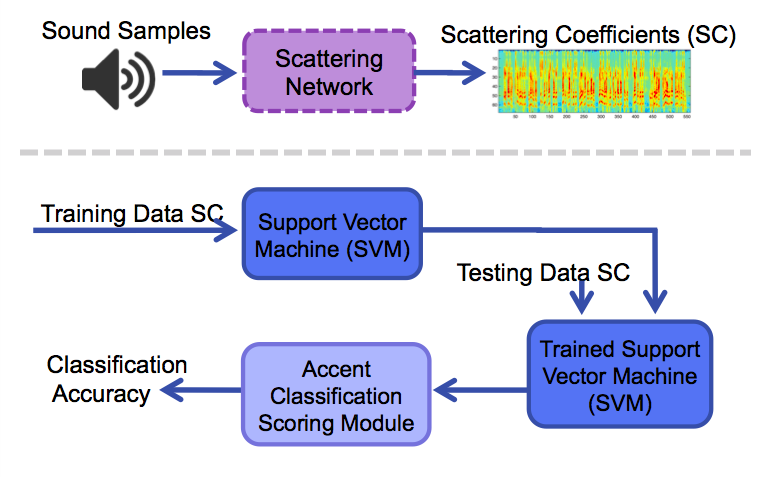 Sound Samples
Scattering Coefficients (SC)
Scattering
Network
50 100 150 200 250 300 350 400 450 500 550
Training Data SC
Support Vector
Machine (SVM)
Testing Data SC
Trained Support
Vector Machine
(SVM)
Accent
Classification
Scoring Module
Classification
Accuracy